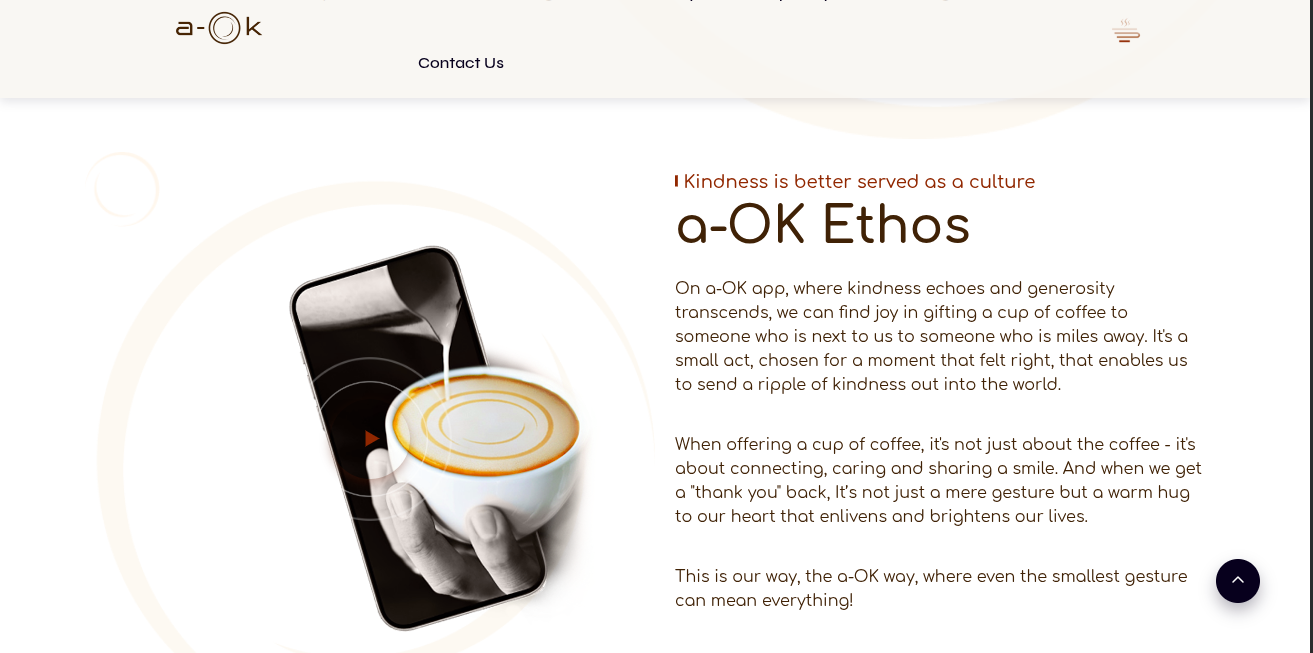 a-Ok
Contact Us
Kindness is better served as a culture
a-OK Ethos
On a-OK app, where kindness echoes and generosity
transcends, we can find joy in gifting a cup of coffee to
someone who is next to us to someone who is miles away. It's a
small act, chosen for a moment that felt right, that enables us
to send a ripple of kindness out into the world.
When offering a cup of coffee, it's not just about the coffee - it's
about connecting, caring and sharing a smile. And when we get
a "thank you" back, It’s not just a mere gesture but a warm hug
to our heart that enlivens and brightens our lives.
This is our way, the a-OK way, where even the smallest gesture
can mean everything!